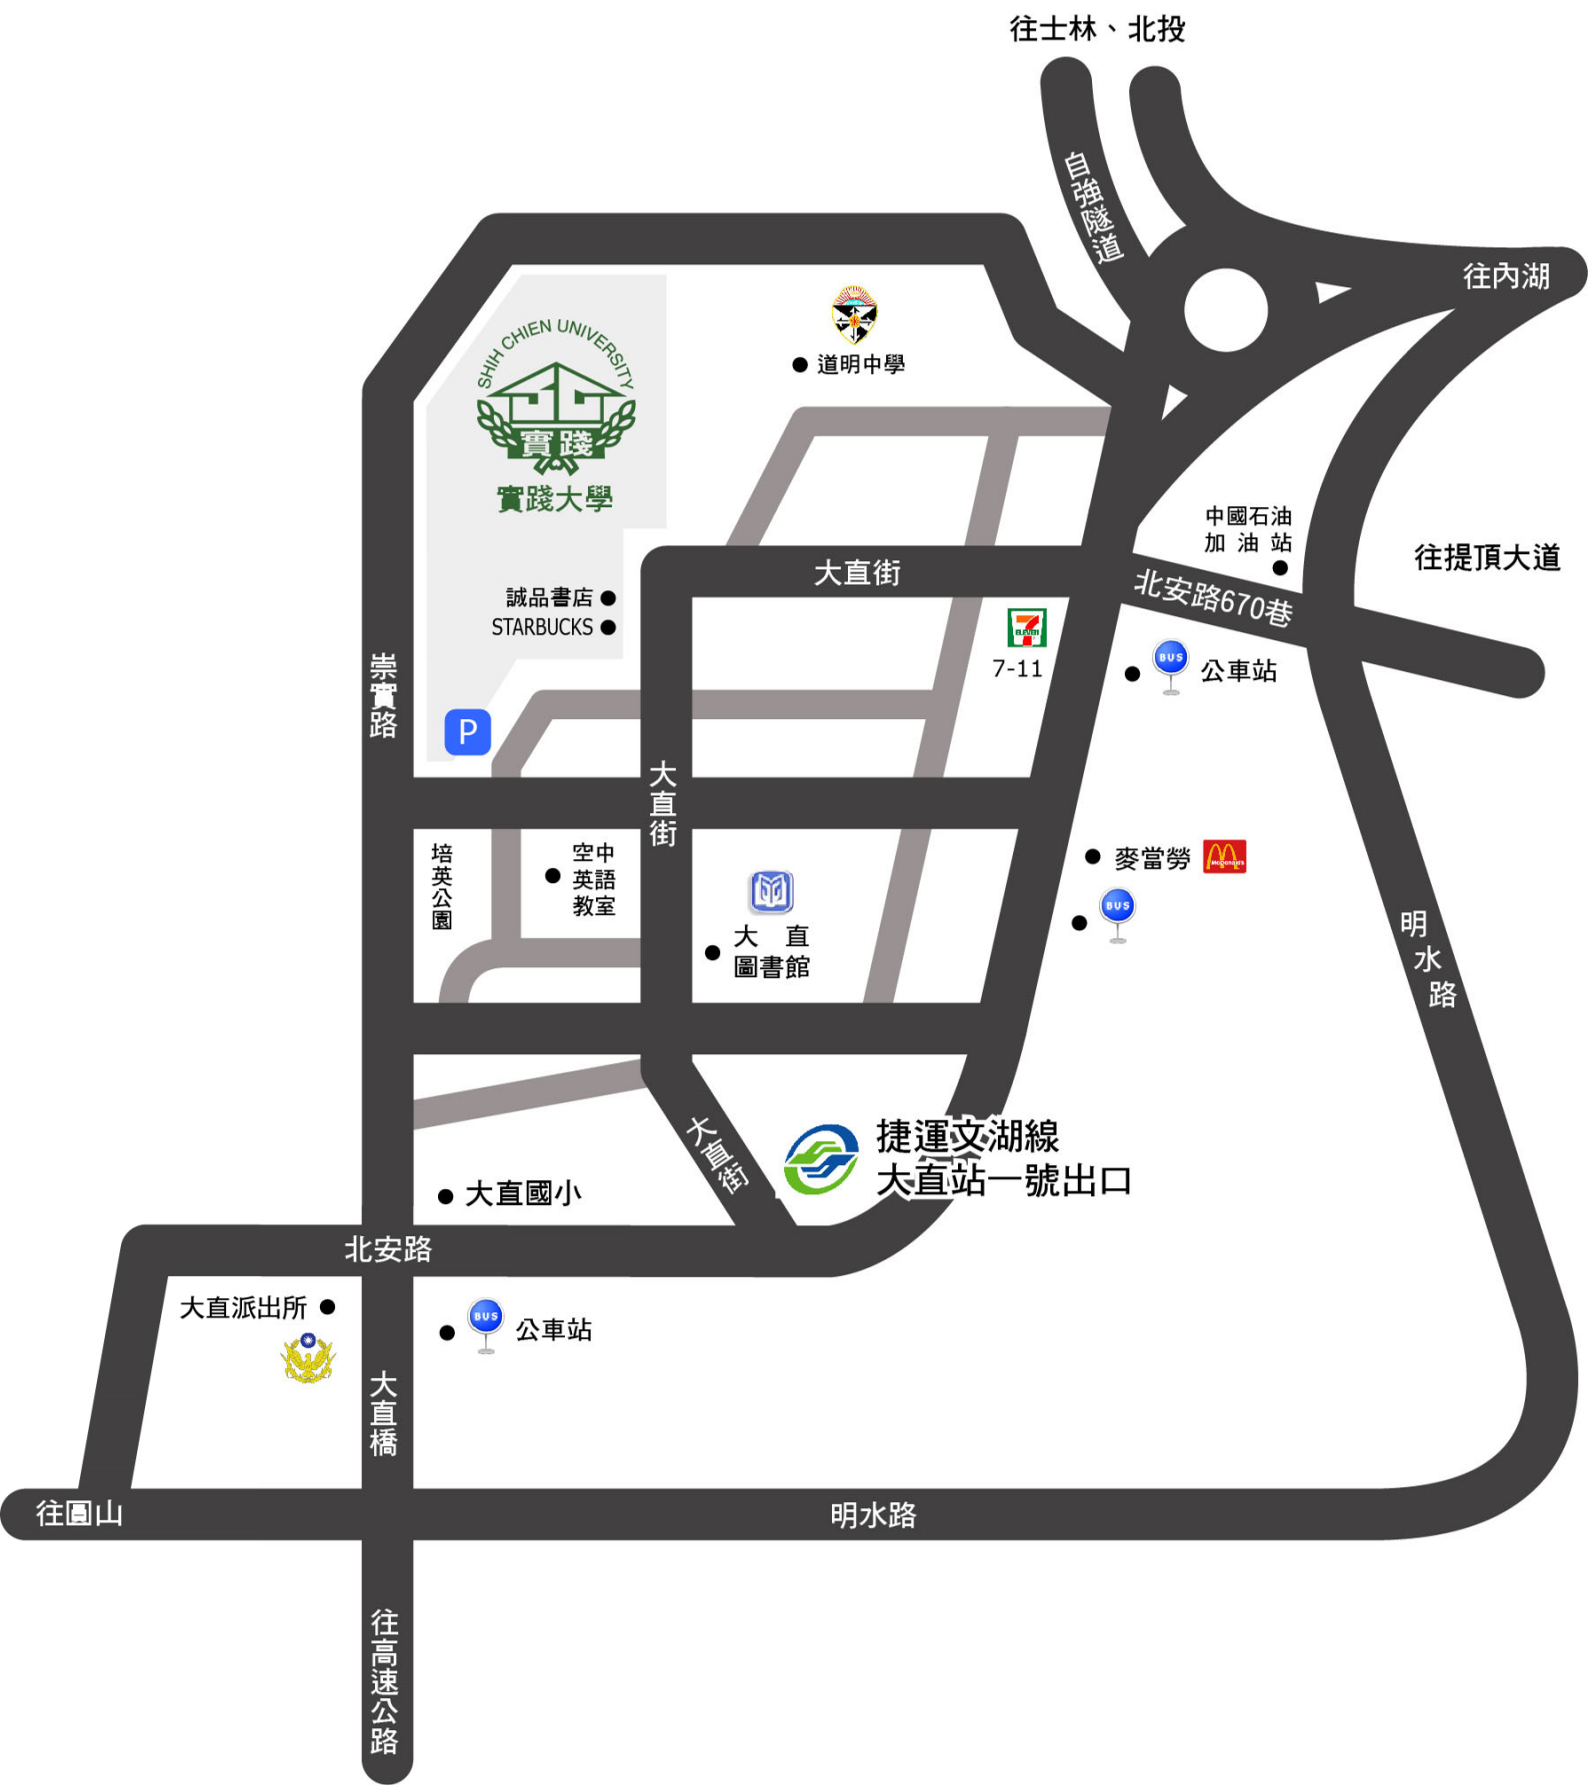 往士林、北投
自強隧道
往內湖
道明中學
SHIH CHIEN UNIVERSITY
實踐
實踐大學
中國石油
加油站
往提頂大道
大直街
北安路670巷
誠品書店
STARBUCKS
ELEVEN
7-11
BUS
公車站
崇實路
P
大直街
培英公園
空中
英語
教室
麥當勞
McDonald's
BUS
大直
圖書館
明水路
大直街
捷運文湖線
大直站一號出口
大直國小
北安路
大直派出所
BUS
公車站
大直橋
往圓山
明水路
往高速公路